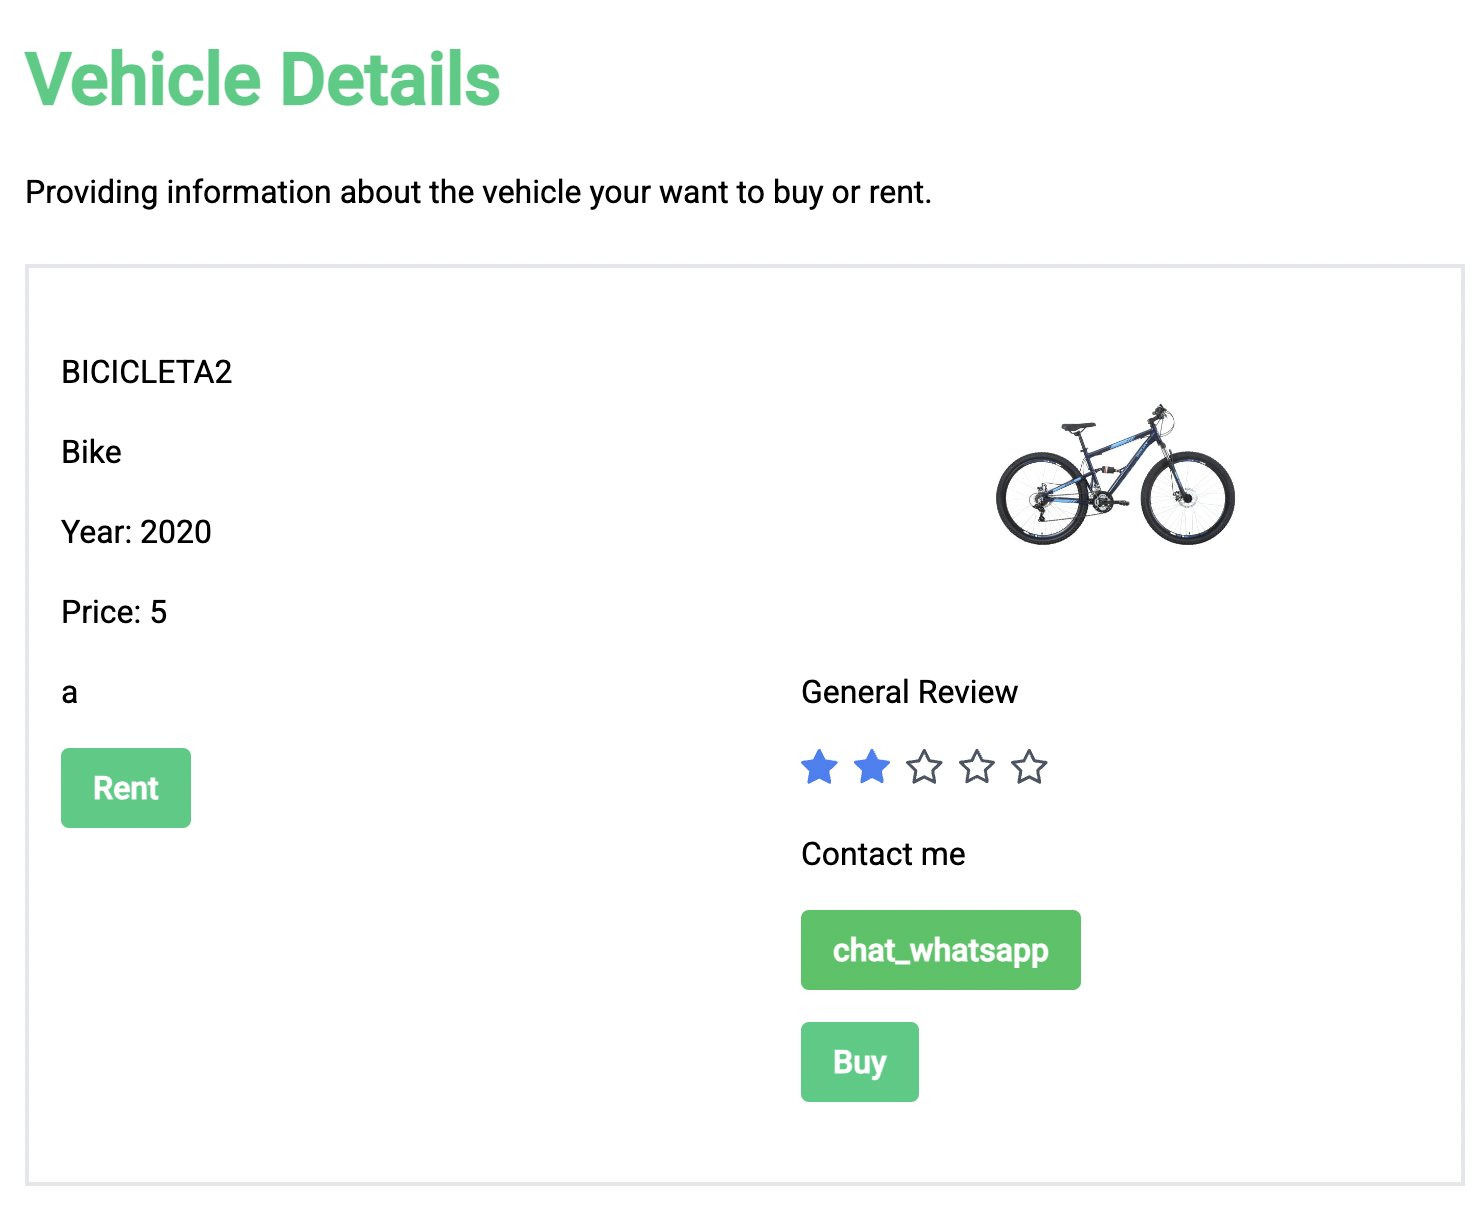 Vehicle Details
Providing information about the vehicle your want to buy or rent.
BICICLETA2
Bike
Year: 2020
Price: 5
a
Rent
General Review
Contact me
chat_whatsapp
Buy